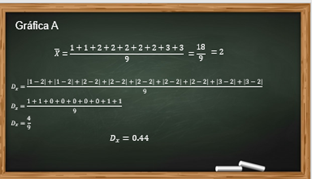 Gráfica A
X̄ = 1+1+2+2+2+2+2+3+3 / 9 = 18 / 9 = 2
Dₓ = |1−2|+|1−2|+|2−2|+|2−2|+|2−2|+|2−2|+|2−2|+|3−2|+|3−2| / 9
Dₓ = 1+1+0+0+0+0+0+1+1 / 9
Dₓ = 4 / 9
Dₓ = 0.44